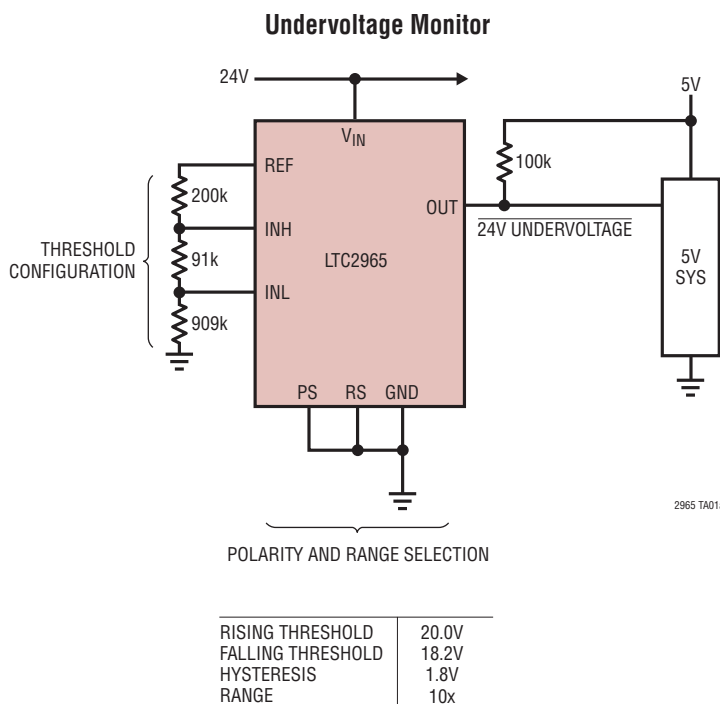 Undervoltage Monitor
24V
5V
VIN
REF
100k
200k
OUT
INH
24V UNDERVOLTAGE
THRESHOLD
CONFIGURATION
91k
LTC2965
5V
SYS
INL
909k
PS RS GND
POLARITY AND RANGE SELECTION
RISING THRESHOLD 20.0V
FALLING THRESHOLD 18.2V
HYSTERESIS 1.8V
RANGE 10x
2965